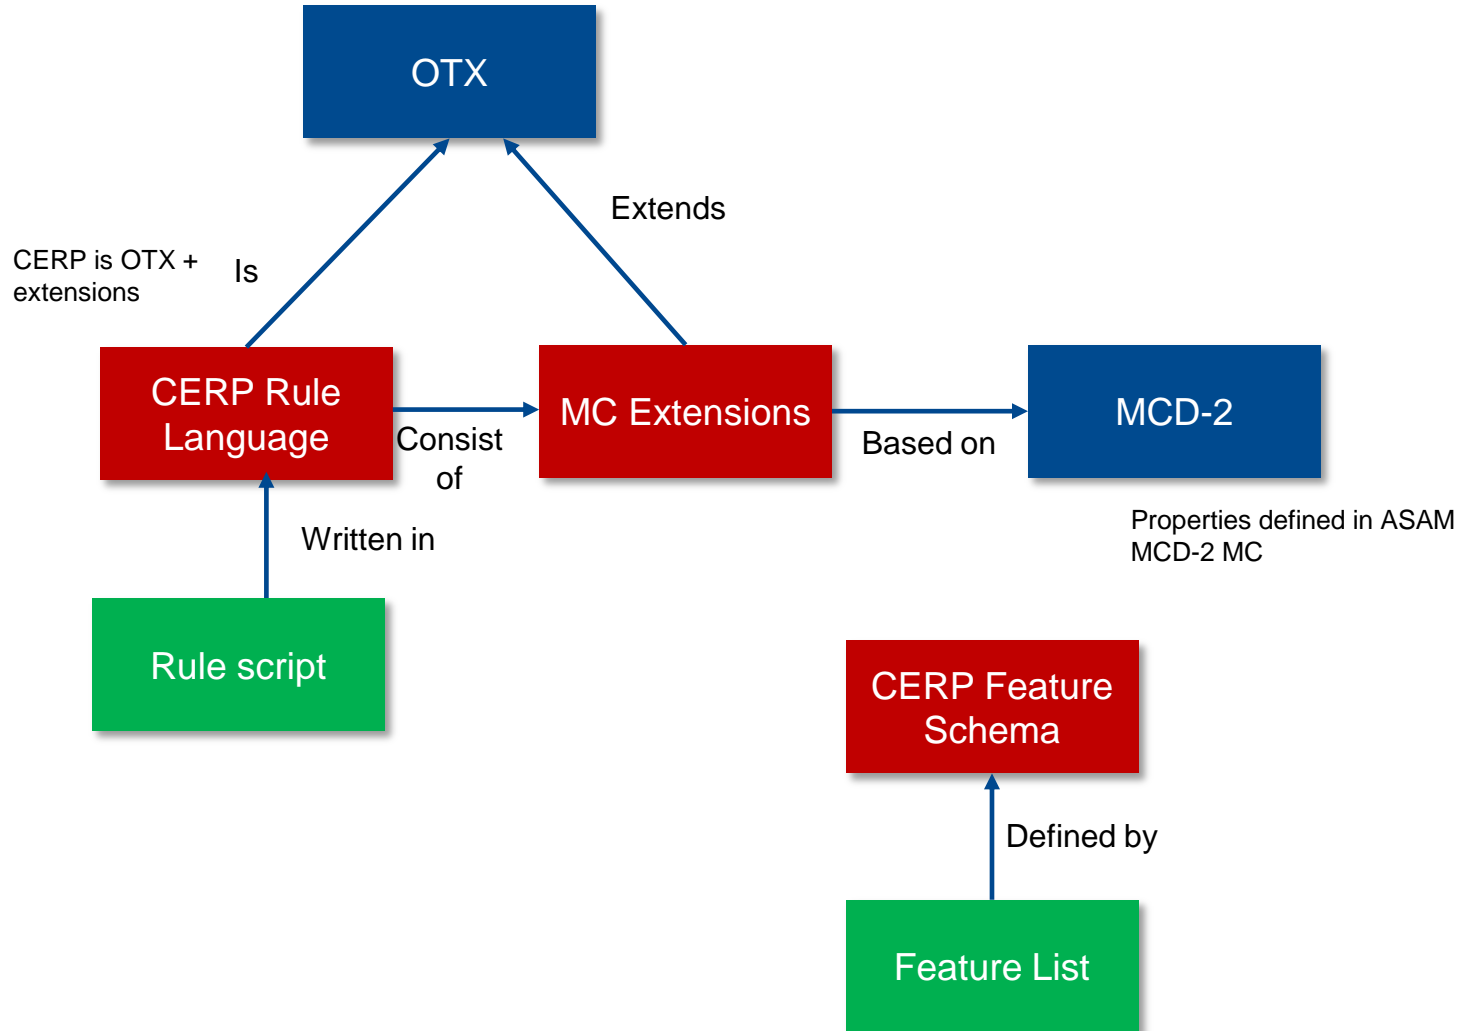 OTX
Extends
CERP is OTX +
extensions
Is
CERP Rule
Language
Consist
of
MC Extensions
Based on
MCD-2
Properties defined in ASAM
MCD-2 MC
Written in
Rule script
CERP Feature
Schema
Defined by
Feature List